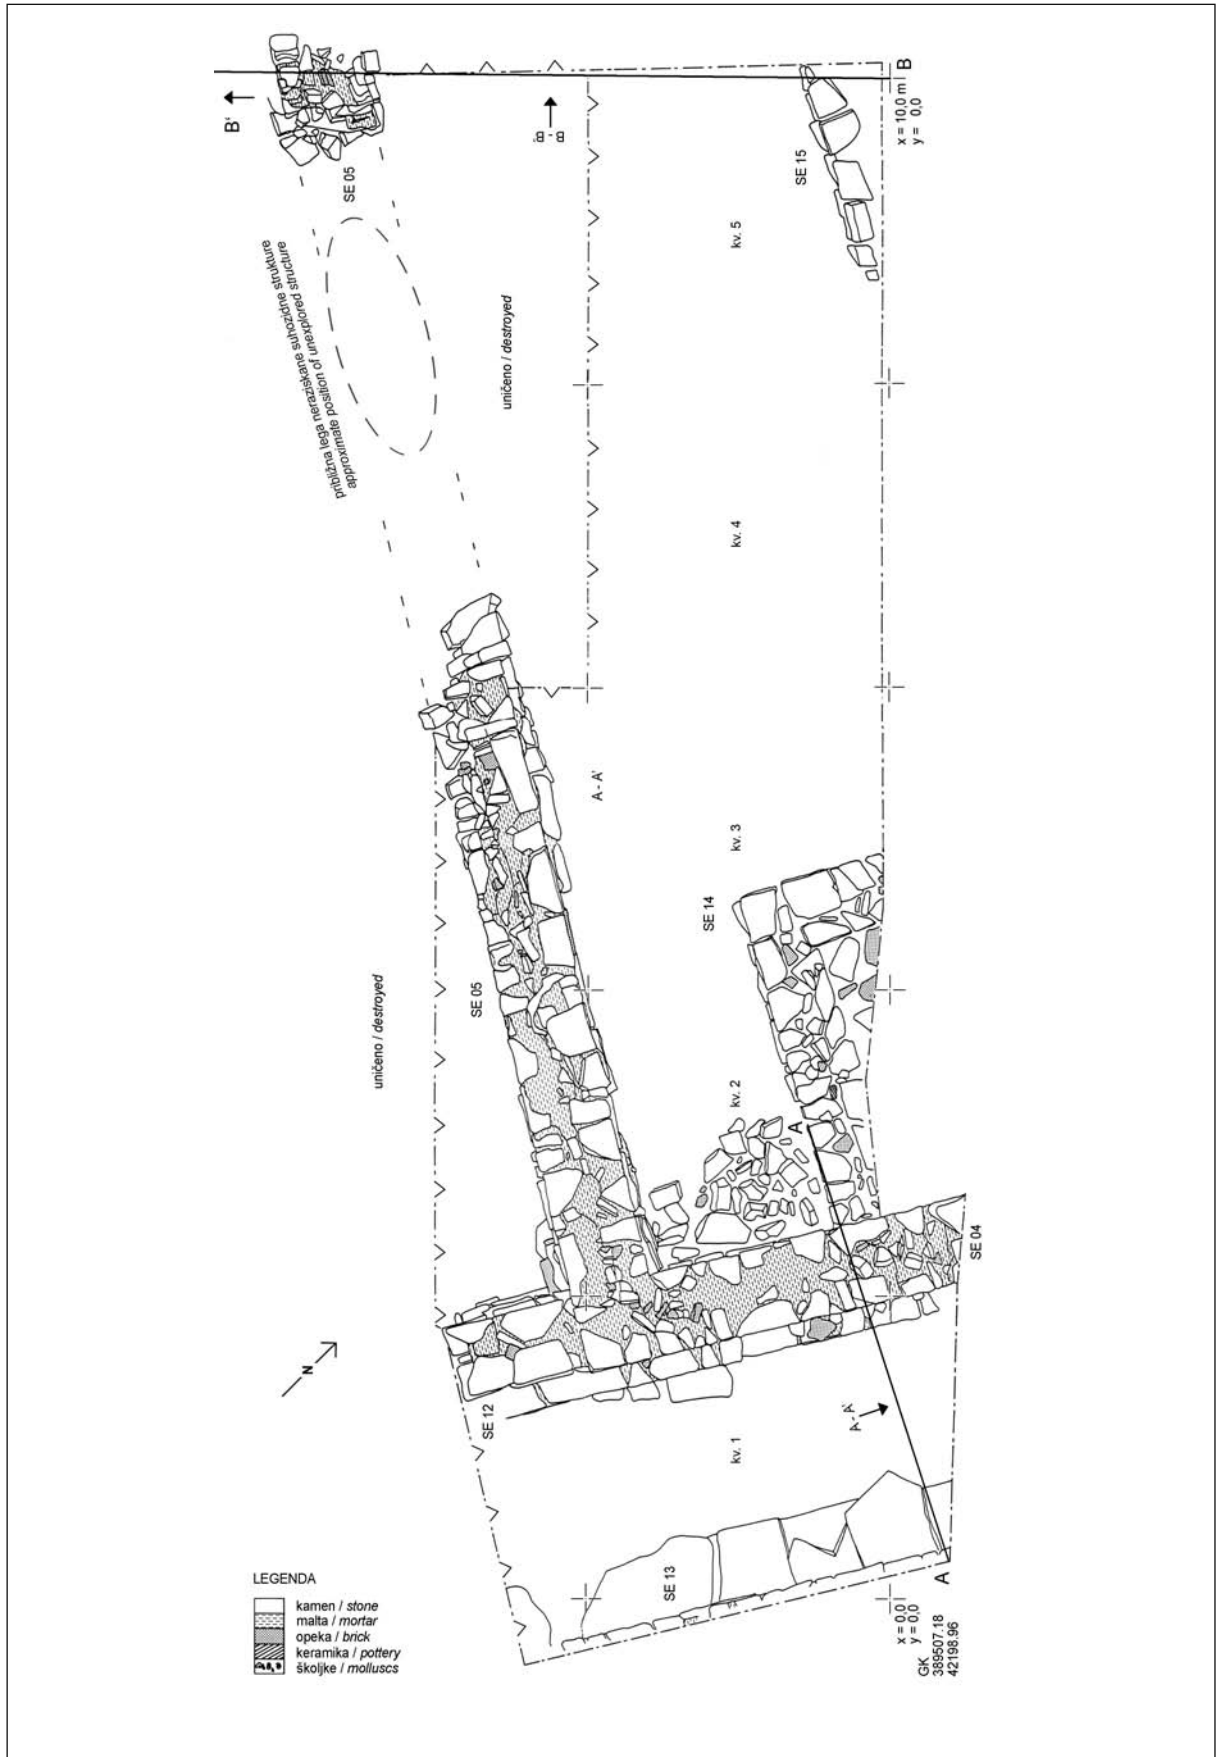 B'
B
B - B'
x = 10,0 m
y = 0,0
SE 05
SE 15
približna lega neraziskane suhozidne strukture
approximate position of unexplored structure
kv. 5
uničeno / destroyed
kv. 4
A - A'
kv. 3
SE 14
SE 05
uničeno / destroyed
kv. 2
A'
SE 04
N
SE 12
A - A'
kv. 1
SE 13
A
x = 0,0
y = 0,0
GK
389507.18
42198.96
LEGENDA
kamen / stone
malta / mortar
opeka / brick
keramika / pottery
školjke / molluscs